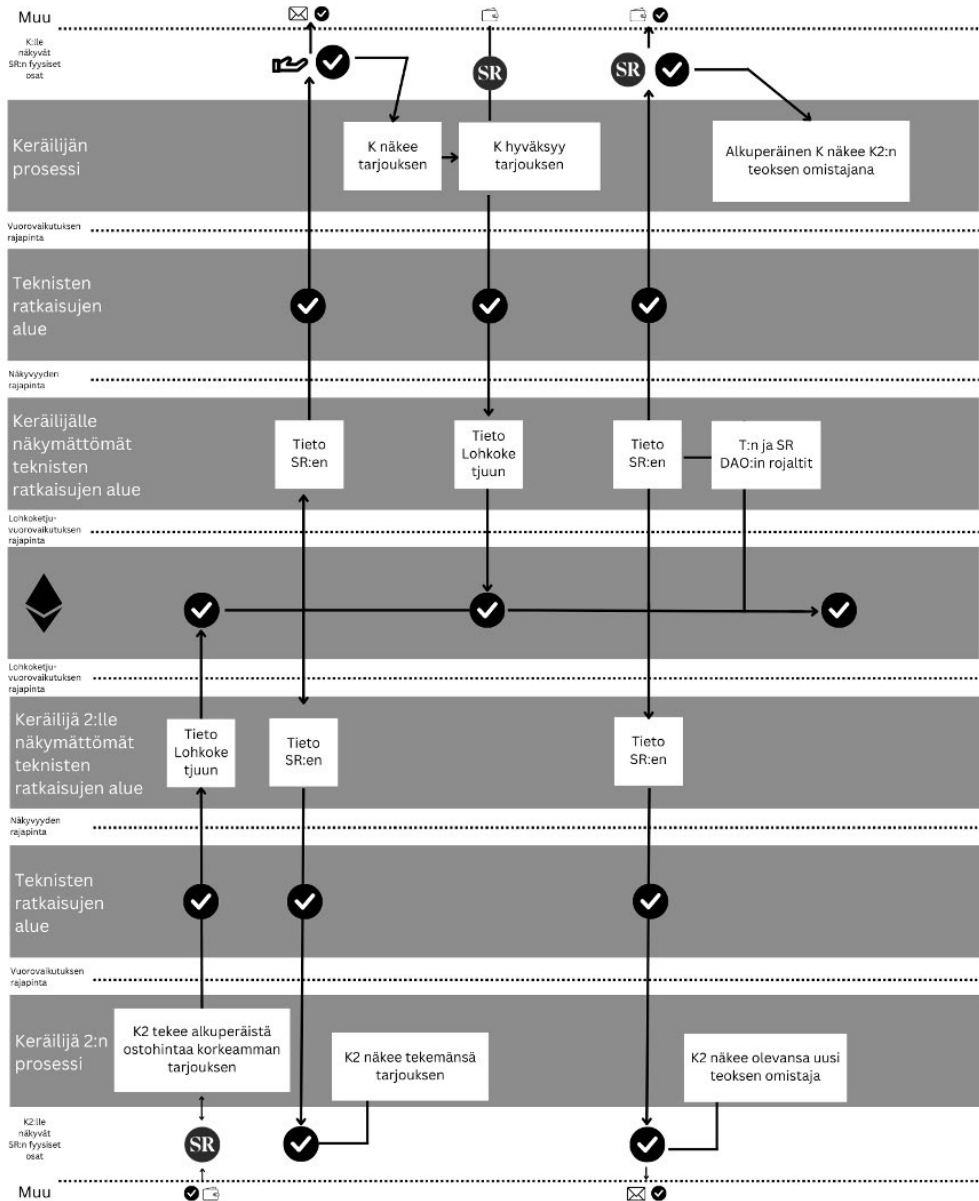 Muu
K:lle
näkyvät
SR:n fyysiset
osat
SR
SR
Keräilijän
prosessi
K näkee
tarjouksen
K hyväksyy
tarjouksen
Alkuperäinen K näkee K2:n
teoksen omistajana
Vuorovaikutuksen
rajapinta
Teknisten
ratkaisujen
alue
Näkyvyyden
rajapinta
Keräilijälle
näkymättömät
teknisten
ratkaisujen alue
Tieto
SR:en
Tieto
Lohkoke
tjuun
Tieto
SR:en
T:n ja SR
DAO:in rojaltit
Lohkoketju-
vuorovaikutuksen
rajapinta
Lohkoketju-
vuorovaikutuksen
rajapinta
Keräilijä 2:lle
näkymättömät
teknisten
ratkaisujen alue
Tieto
Lohkoke
tjuun
Tieto
SR:en
Tieto
SR:en
Näkyvyyden
rajapinta
Teknisten
ratkaisujen
alue
Vuorovaikutuksen
rajapinta
Keräilijä 2:n
prosessi
K2 tekee alkuperäistä
ostohintaa korkeamman
tarjouksen
K2 näkee tekemänsä
tarjouksen
K2 näkee olevansa uusi
teoksen omistaja
K2:lle
näkyvät
SR:n fyysiset
osat
SR
Muu